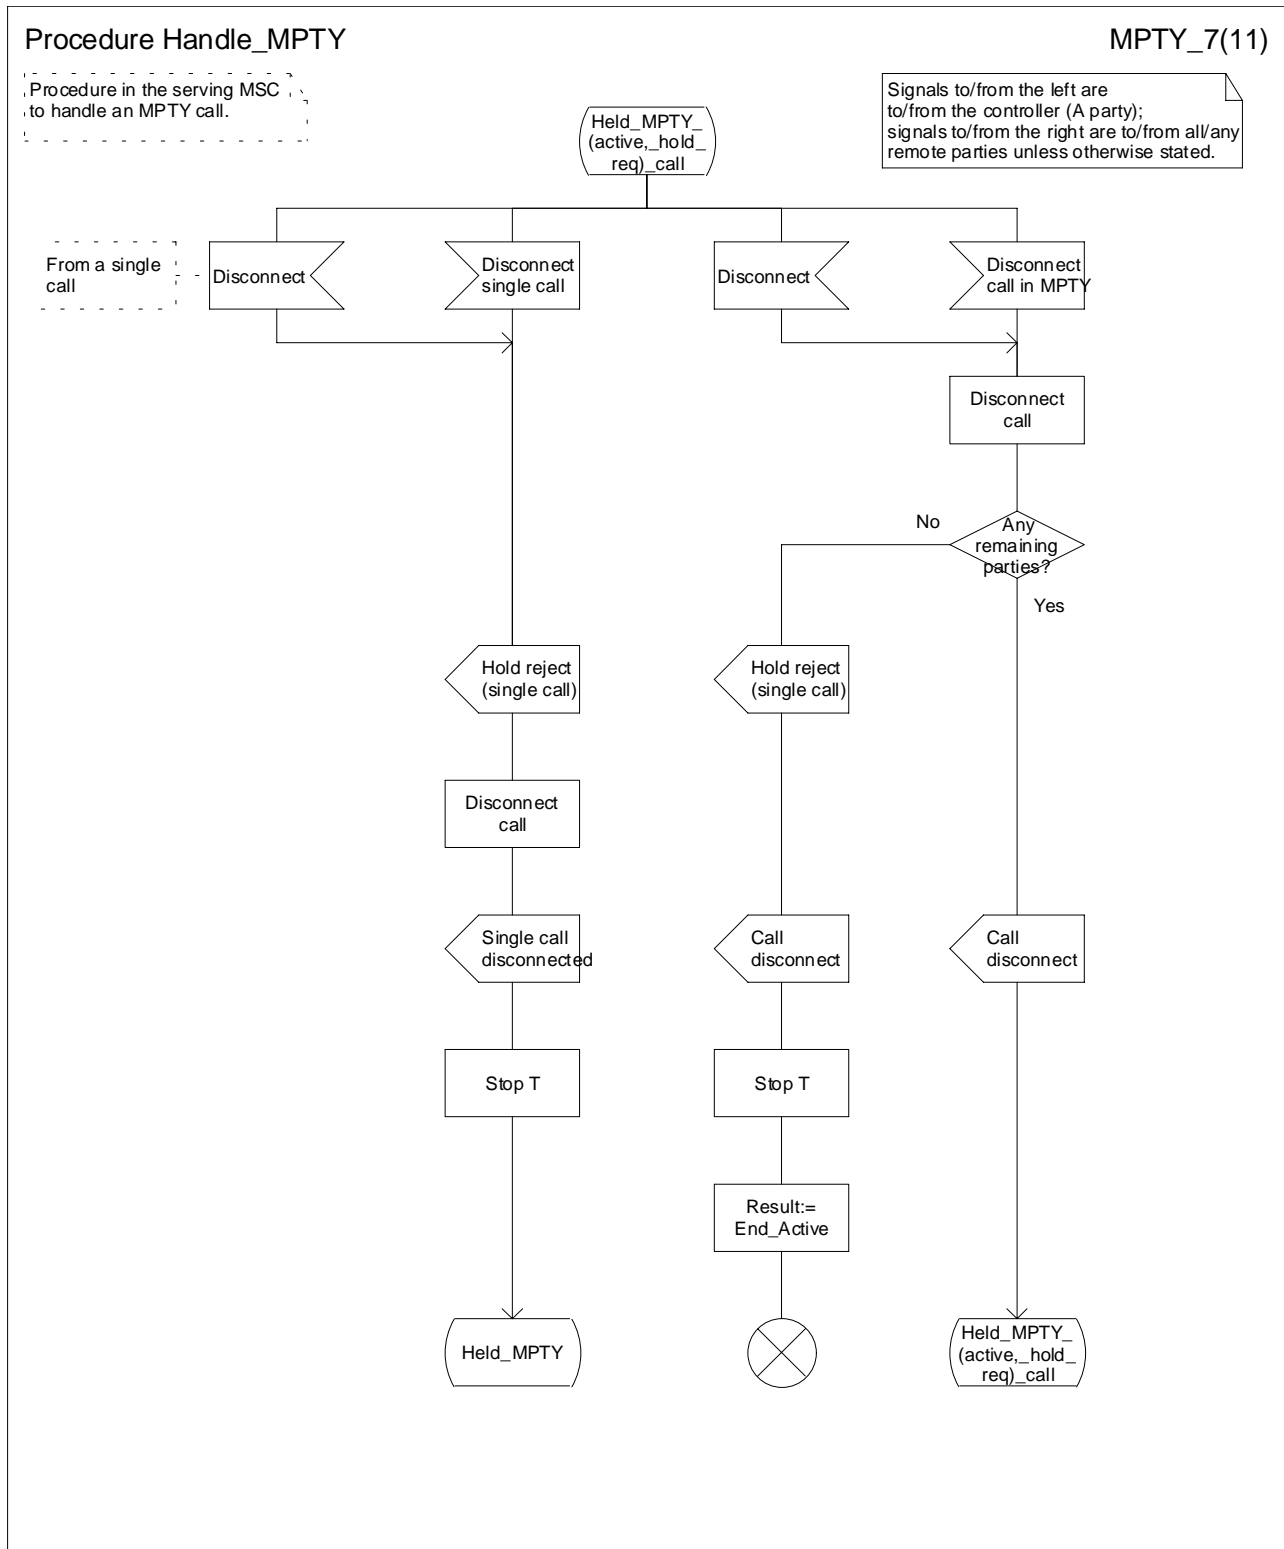 Procedure Handle_MPTY
MPTY_7(11)
Procedure in the serving MSC
to handle an MPTY call.
Signals to/from the left are
to/from the controller (A party);
signals to/from the right are to/from all/any
remote parties unless otherwise stated.
Held_MPTY_
(active,_hold_
req)_call
From a single
call
Disconnect
Disconnect
single call
Disconnect
Disconnect
call in MPTY
Disconnect
call
No
Any
remaining
parties?
Yes
Hold reject
(single call)
Hold reject
(single call)
Disconnect
call
Single call
disconnected
Call
disconnect
Call
disconnect
Stop T
Stop T
Result:=
End_Active
Held_MPTY
Held_MPTY_
(active,_hold_
req)_call